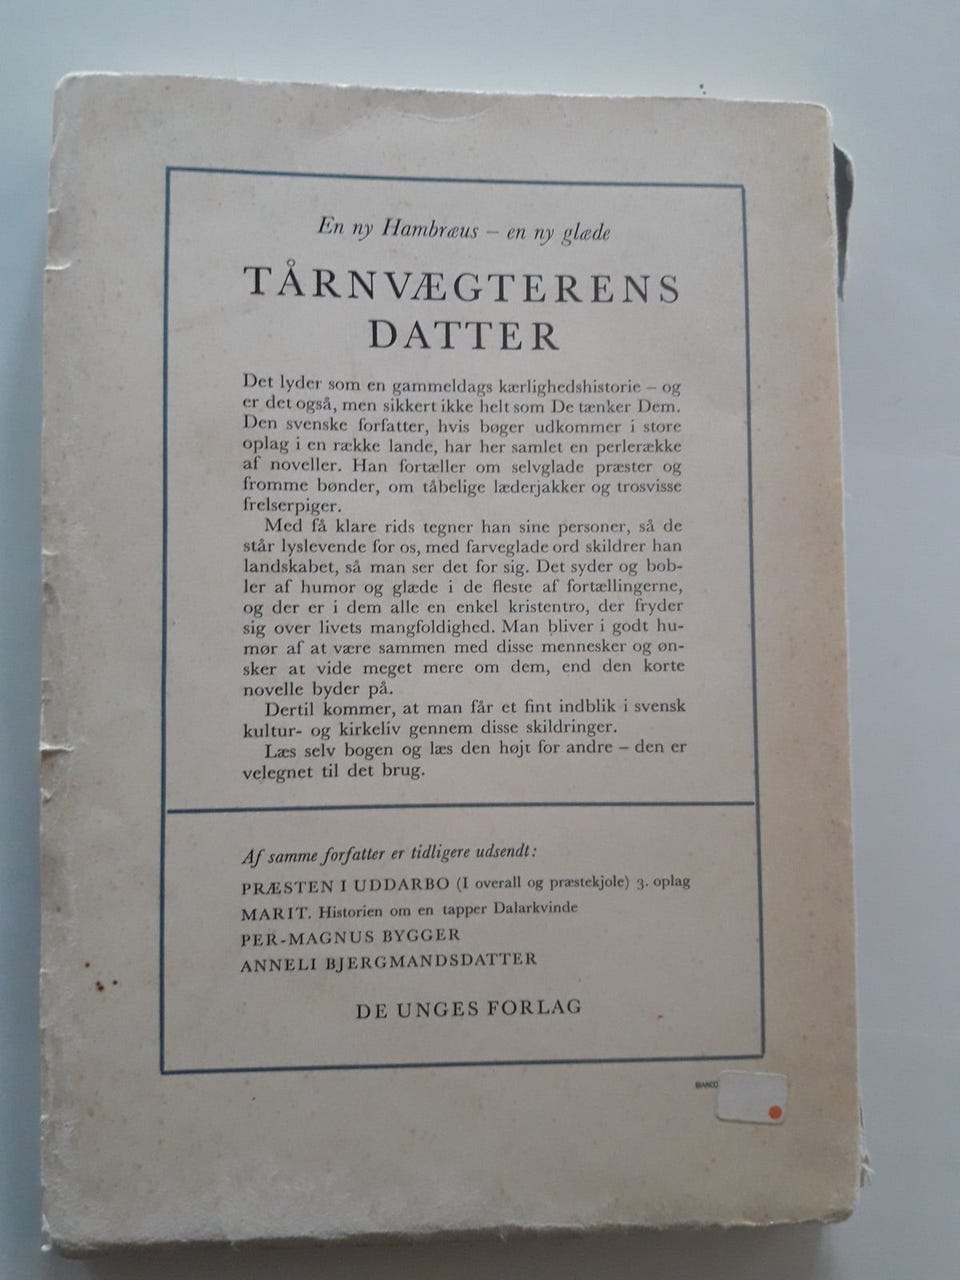 En ny Hambræus – en ny glæde
TÅRNVÆGTERENS
DATTER
Det lyder som en gammeldags kærlighedshistorie – og
er det også, men sikkert ikke helt som De tænker Dem.
Den svenske forfatter, hvis bøger udkommer i store
oplag i en række lande, har her samlet en perlerække
af noveller. Han fortæller om selvglade præster og
fromme bønder, om tåbelige læderjakker og trosvisse
frelserpiger.
Med få klare rids tegner han sine personer, så de
står lyslevende for os, med farveglade ord skildrer han
landskabet, så man ser det for sig. Det syder og bob-
ler af humor og glæde i de fleste af fortællingerne,
og der er i dem alle en enkel kristentro, der fryder
sig over livets mangfoldighed. Man bliver i godt hu-
mør af at være sammen med disse mennesker og øn-
sker at vide meget mere om dem, end den korte
novelle byder på.
Dertil kommer, at man får et fint indblik i svensk
kultur- og kirkeliv gennem disse skildringer.
Læs selv bogen og læs den højt for andre – den er
velegnet til det brug.
Af samme forfatter er tidligere udsendt:
PRÆSTEN I UDDARBO (I overall og præstekjole) 3. oplag
MARIT. Historien om en tapper Dalarkvinde
PER-MAGNUS BYGGER
ANNELI BJERGMANDSDATTER
DE UNGES FORLAG
BIANCO